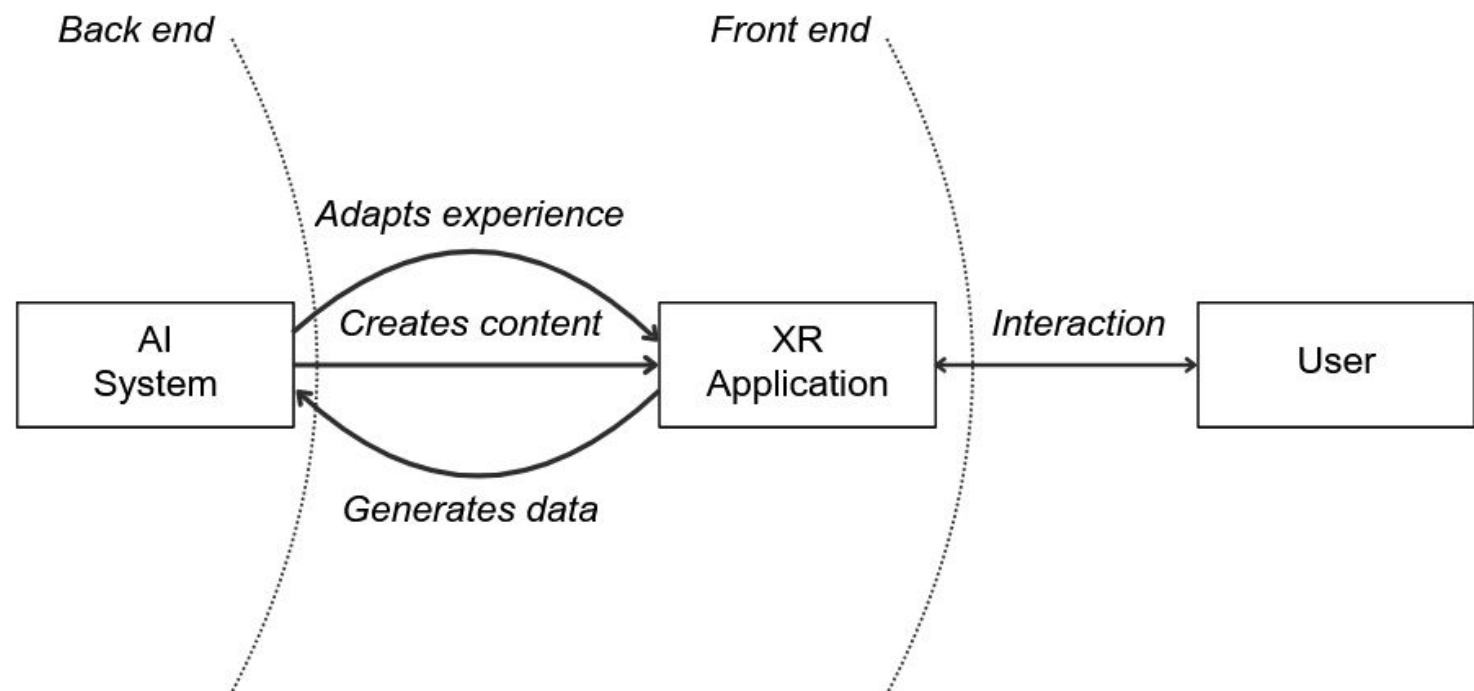 Back end
Front end
Adapts experience
Creates content
Generates data
AI
System
XR
Application
Interaction
User